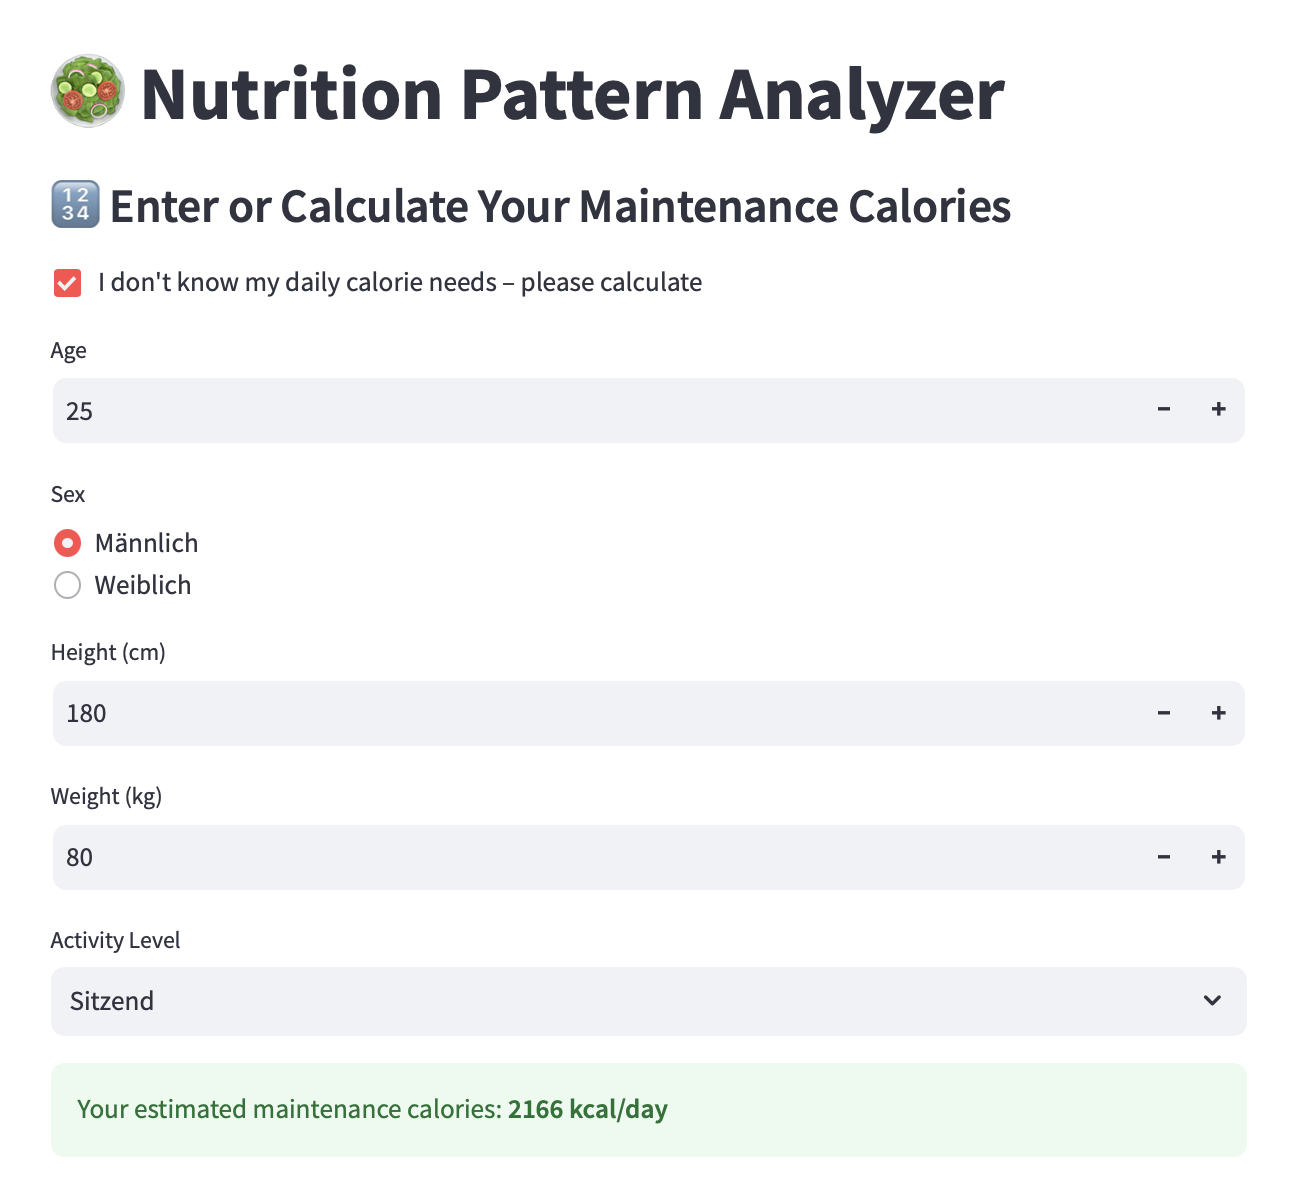 Nutrition Pattern Analyzer
1234 Enter or Calculate Your Maintenance Calories
I don't know my daily calorie needs – please calculate
Age
25 - +
Sex
Männlich
Weiblich
Height (cm)
180 - +
Weight (kg)
80 - +
Activity Level
Sitzend
Your estimated maintenance calories: 2166 kcal/day